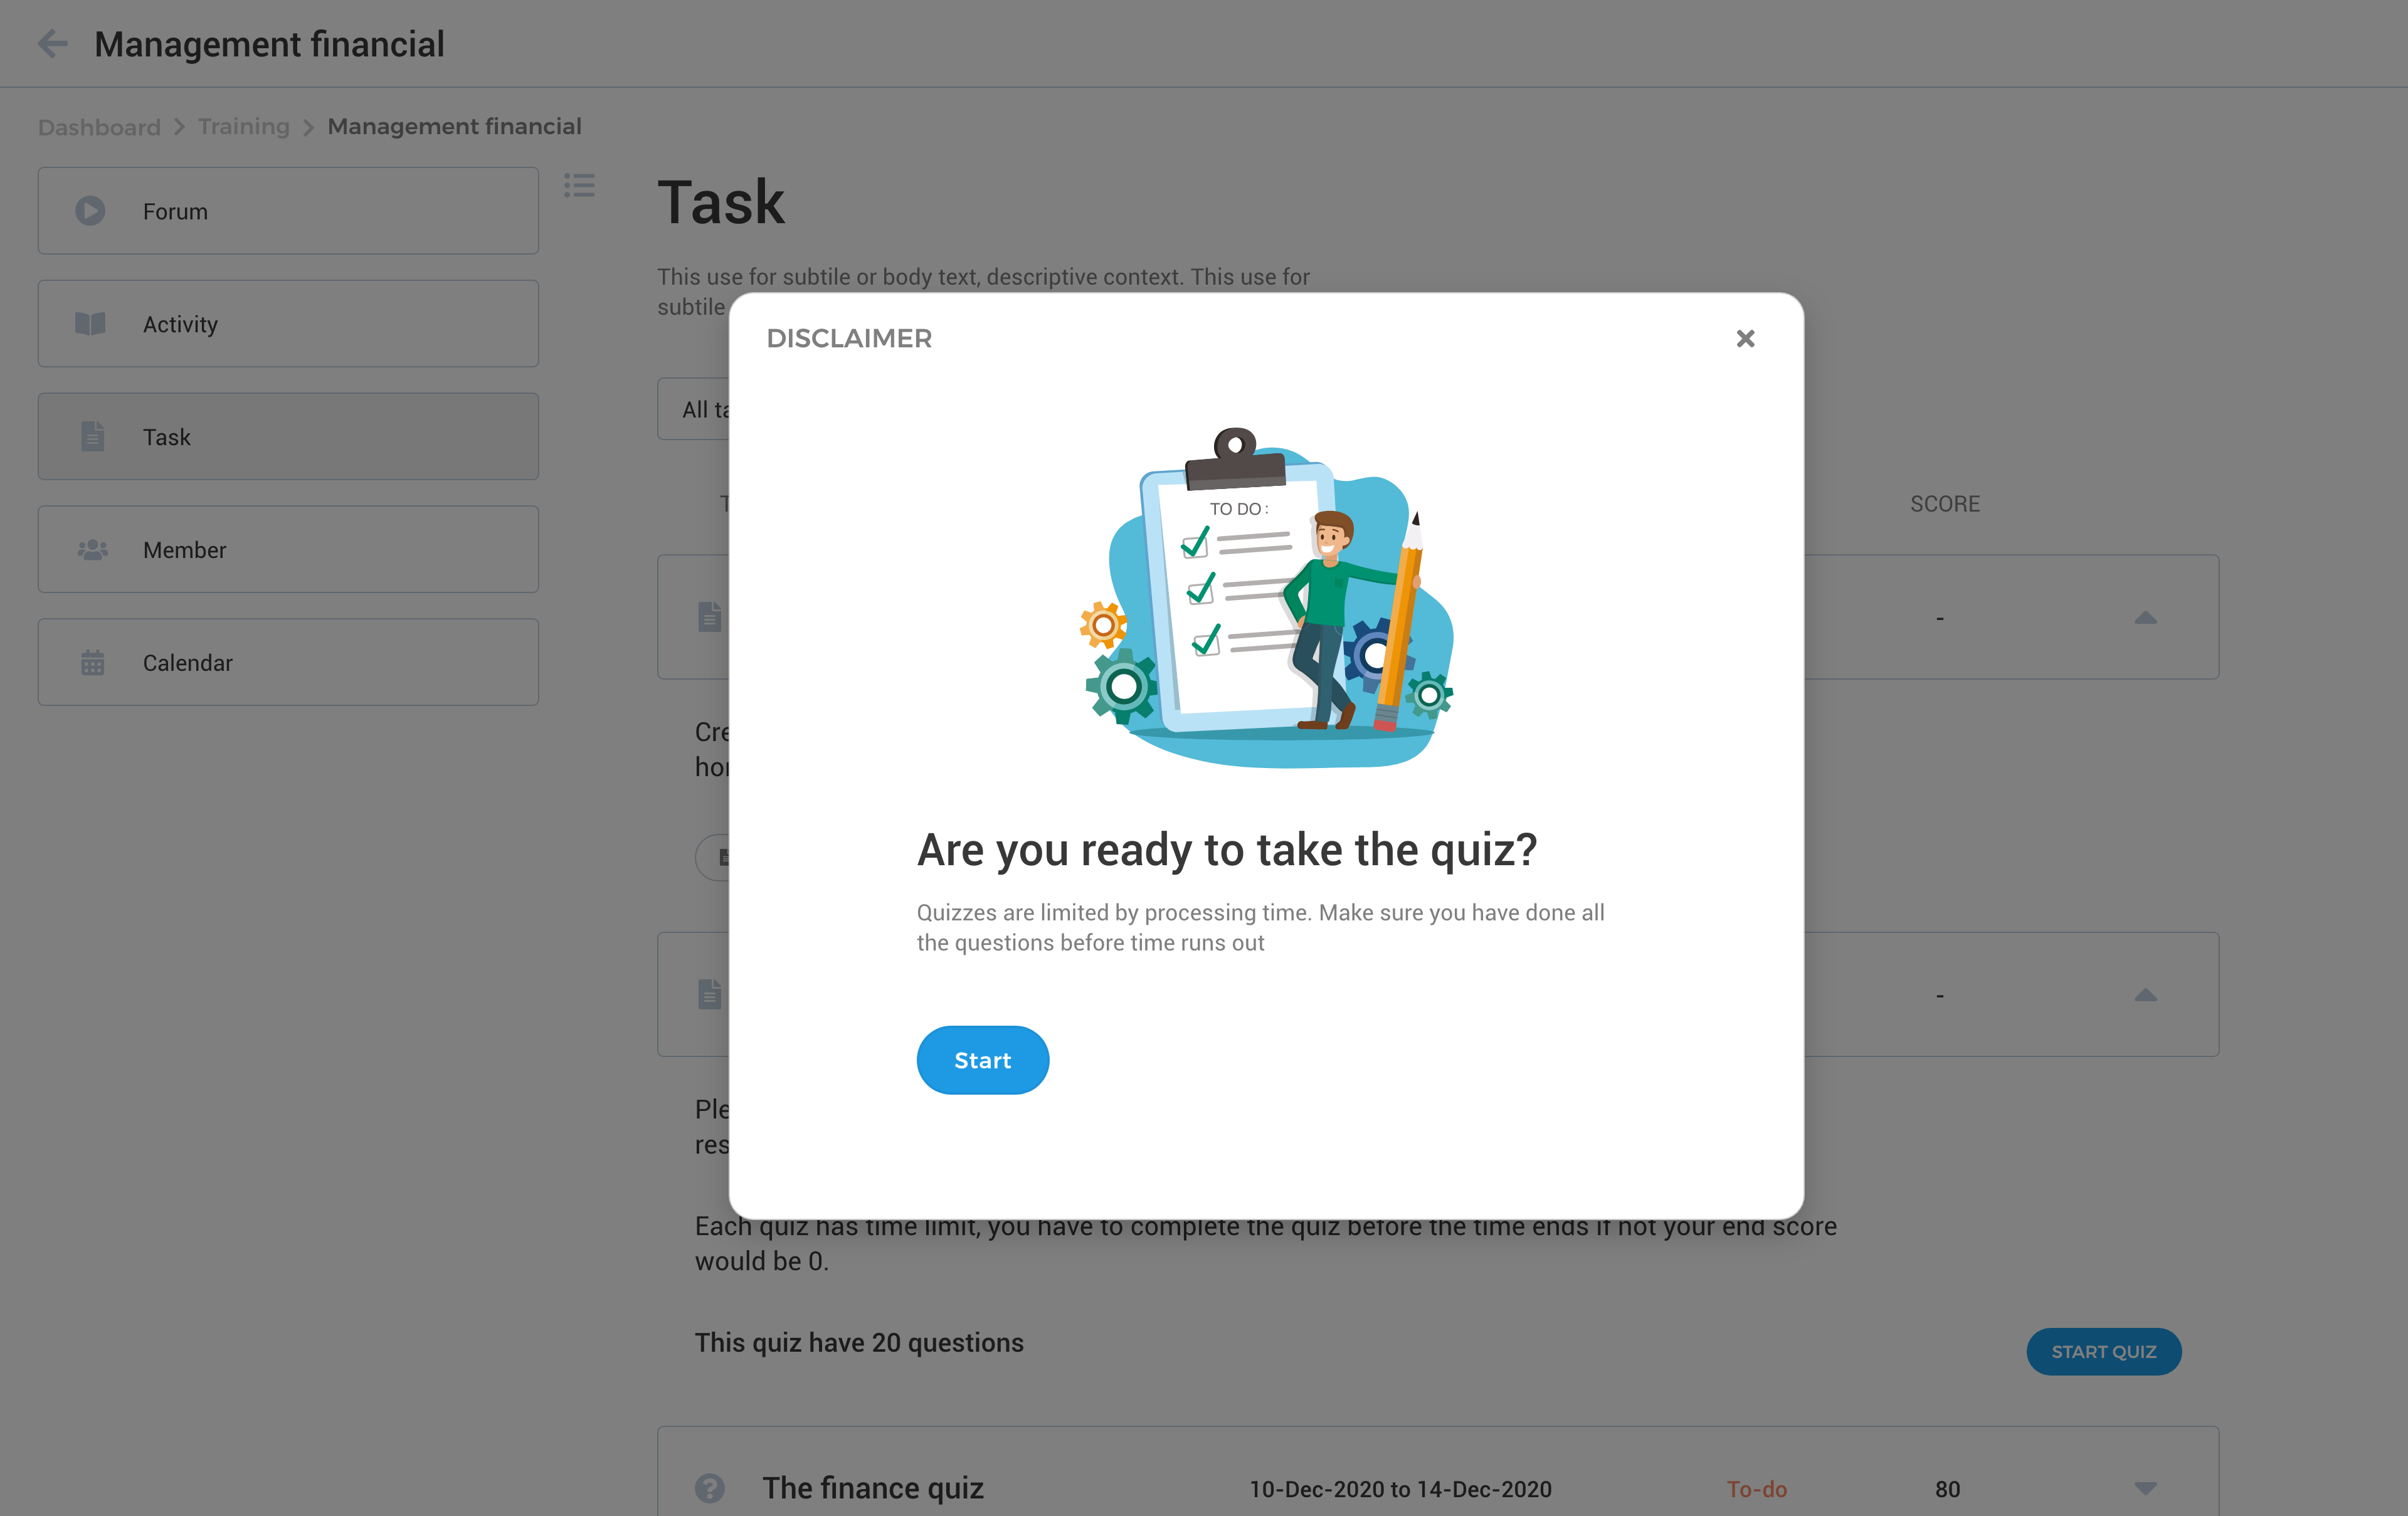 Management financial
Dashboard > Training > Management financial
Forum
Activity
Task
Member
Calendar
Task
This use for subtile or body text, descriptive context. This use for
subtile
All
SCORE
-
-
DISCLAIMER
TO DO :
Are you ready to take the quiz?
Quizzes are limited by processing time. Make sure you have done all
the questions before time runs out
Start
Each quiz has time limit, you have to complete the quiz before the time ends if not your end score
would be 0.
This quiz have 20 questions
START QUIZ
The finance quiz
10-Dec-2020 to 14-Dec-2020
To-do
80